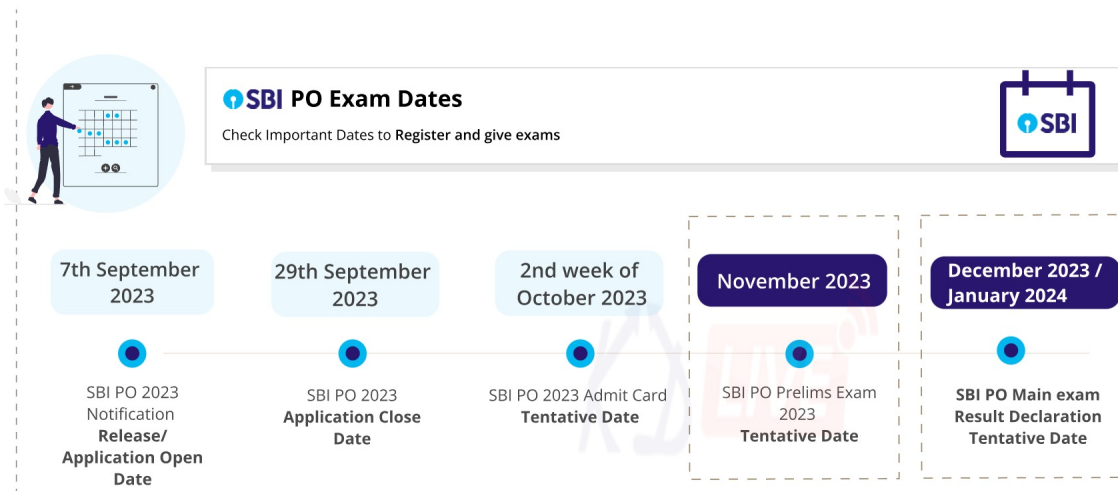 SBI PO Exam Dates
Check Important Dates to Register and give exams
SBI
7th September
2023
29th September
2023
2nd week of
October 2023
November 2023
December 2023 /
January 2024
SBI PO 2023
Notification
Release/
Application Open
Date
SBI PO 2023
Application Close
Date
SBI PO 2023 Admit Card
Tentative Date
SBI PO Prelims Exam
2023
Tentative Date
SBI PO Main exam
Result Declaration
Tentative Date
KD
LIVE